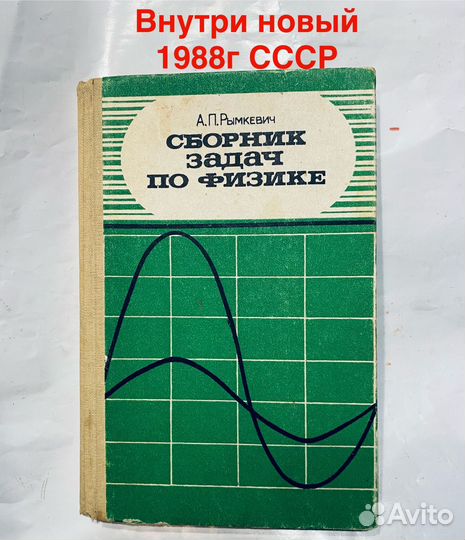 Внутри новый
1988г СССР
А.П.Рымкевич
СБОРНИК
ЗАДАЧ
ПО ФИЗИКЕ
Avito